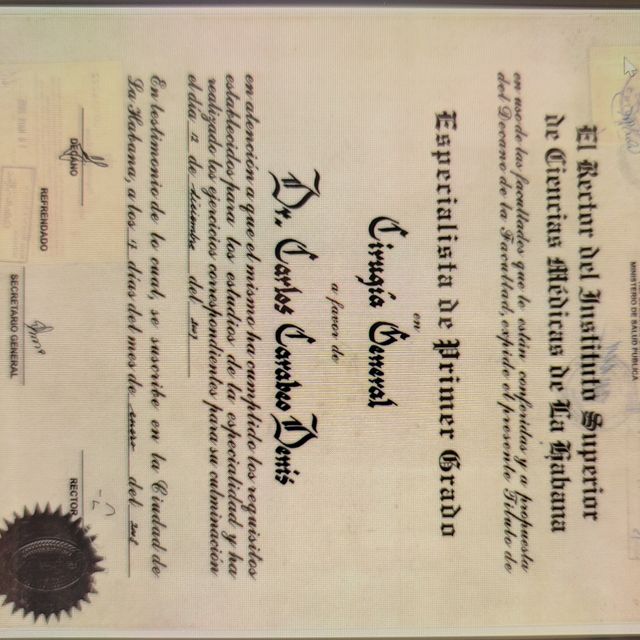 MINISTERIO DE SALUD PUBLICA
El Rector del Instituto Superior
de Ciencias Médicas de La Habana
en uso de las facultades que le están conferidas y a propuesta
del Decano de la Facultad, expide el presente Título de
Especialista de Primer Grado
en
Cirugía General
a favor de
Dr. Carlos Carabeo Denis
en atención a que el mismo ha cumplido los requisitos
establecidos para los estudios de la especialidad y ha
realizado los ejercicios correspondientes para su culminación
el día 12 de diciembre del
En testimonio de lo cual, se suscribe en la Ciudad de
La Habana, a los días del mes de enero del
DECANO
RECTOR
REFRENDADO
SECRETARIO GENERAL